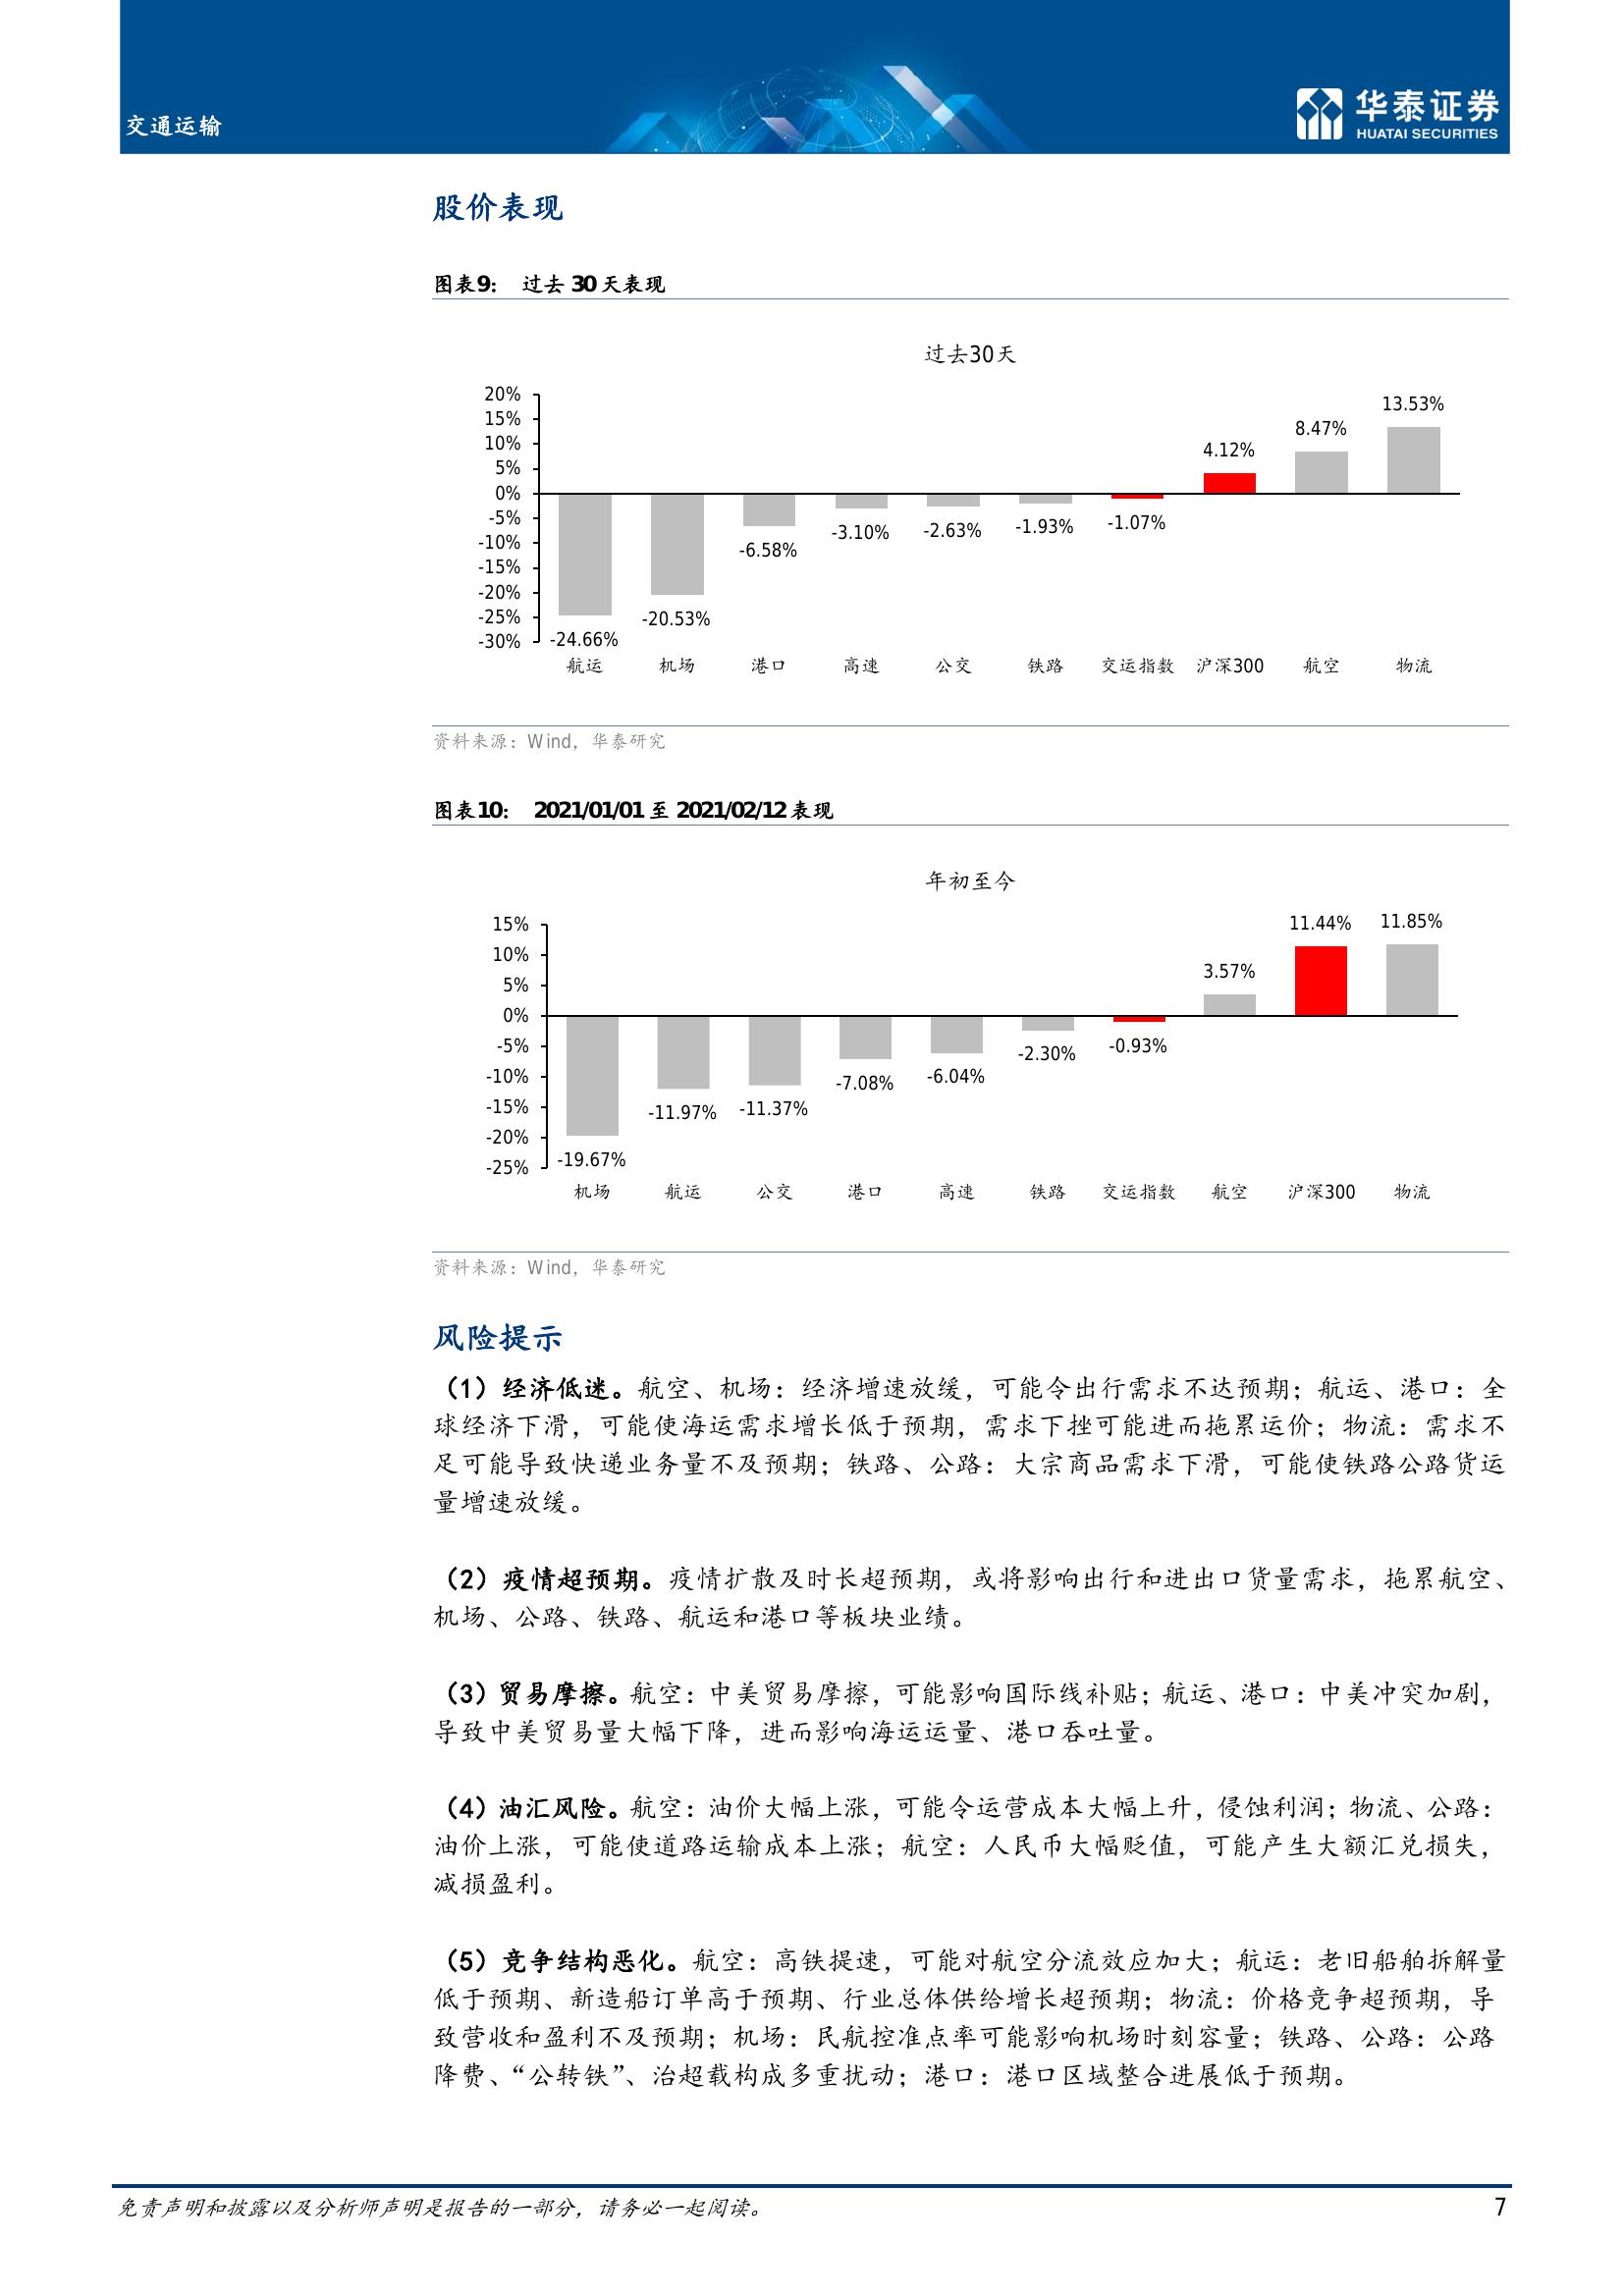 交通运输
华泰证券
HUATAI SECURITIES
股价表现
图表9： 过去 30 天表现
过去30天
20%
15%
10%
5%
0%
-5%
-10%
-15%
-20%
-25%
-30%
-24.66%
-20.53%
-6.58%
-3.10%
-2.63%
-1.93%
-1.07%
4.12%
8.47%
13.53%
航运 机场 港口 高速 公交 铁路 交运指数 沪深300 航空 物流
资料来源：Wind，华泰研究
图表10： 2021/01/01 至 2021/02/12 表现
年初至今
15%
10%
5%
0%
-5%
-10%
-15%
-20%
-25%
-19.67%
-11.97%
-11.37%
-7.08%
-6.04%
-2.30%
-0.93%
3.57%
11.44%
11.85%
机场 航运 公交 港口 高速 铁路 交运指数 航空 沪深300 物流
资料来源：Wind，华泰研究
风险提示
（1）经济低迷。航空、机场：经济增速放缓，可能令出行需求不达预期；航运、港口：全
球经济下滑，可能使海运需求增长低于预期，需求下挫可能进而拖累运价；物流：需求不
足可能导致快递业务量不及预期；铁路、公路：大宗商品需求下滑，可能使铁路公路货运
量增速放缓。
（2）疫情超预期。疫情扩散及时长超预期，或将影响出行和进出口货量需求，拖累航空、
机场、公路、铁路、航运和港口等板块业绩。
（3）贸易摩擦。航空：中美贸易摩擦，可能影响国际线补贴；航运、港口：中美冲突加剧，
导致中美贸易量大幅下降，进而影响海运运量、港口吞吐量。
（4）油汇风险。航空：油价大幅上涨，可能令运营成本大幅上升，侵蚀利润；物流、公路：
油价上涨，可能使道路运输成本上涨；航空：人民币大幅贬值，可能产生大额汇兑损失，
减损盈利。
（5）竞争结构恶化。航空：高铁提速，可能对航空分流效应加大；航运：老旧船舶拆解量
低于预期、新造船订单高于预期、行业总体供给增长超预期；物流：价格竞争超预期，导
致营收和盈利不及预期；机场：民航控准点率可能影响机场时刻容量；铁路、公路：公路
降费、“公转铁”、治超载构成多重扰动；港口：港口区域整合进展低于预期。
免责声明和披露以及分析师声明是报告的一部分，请务必一起阅读。
7